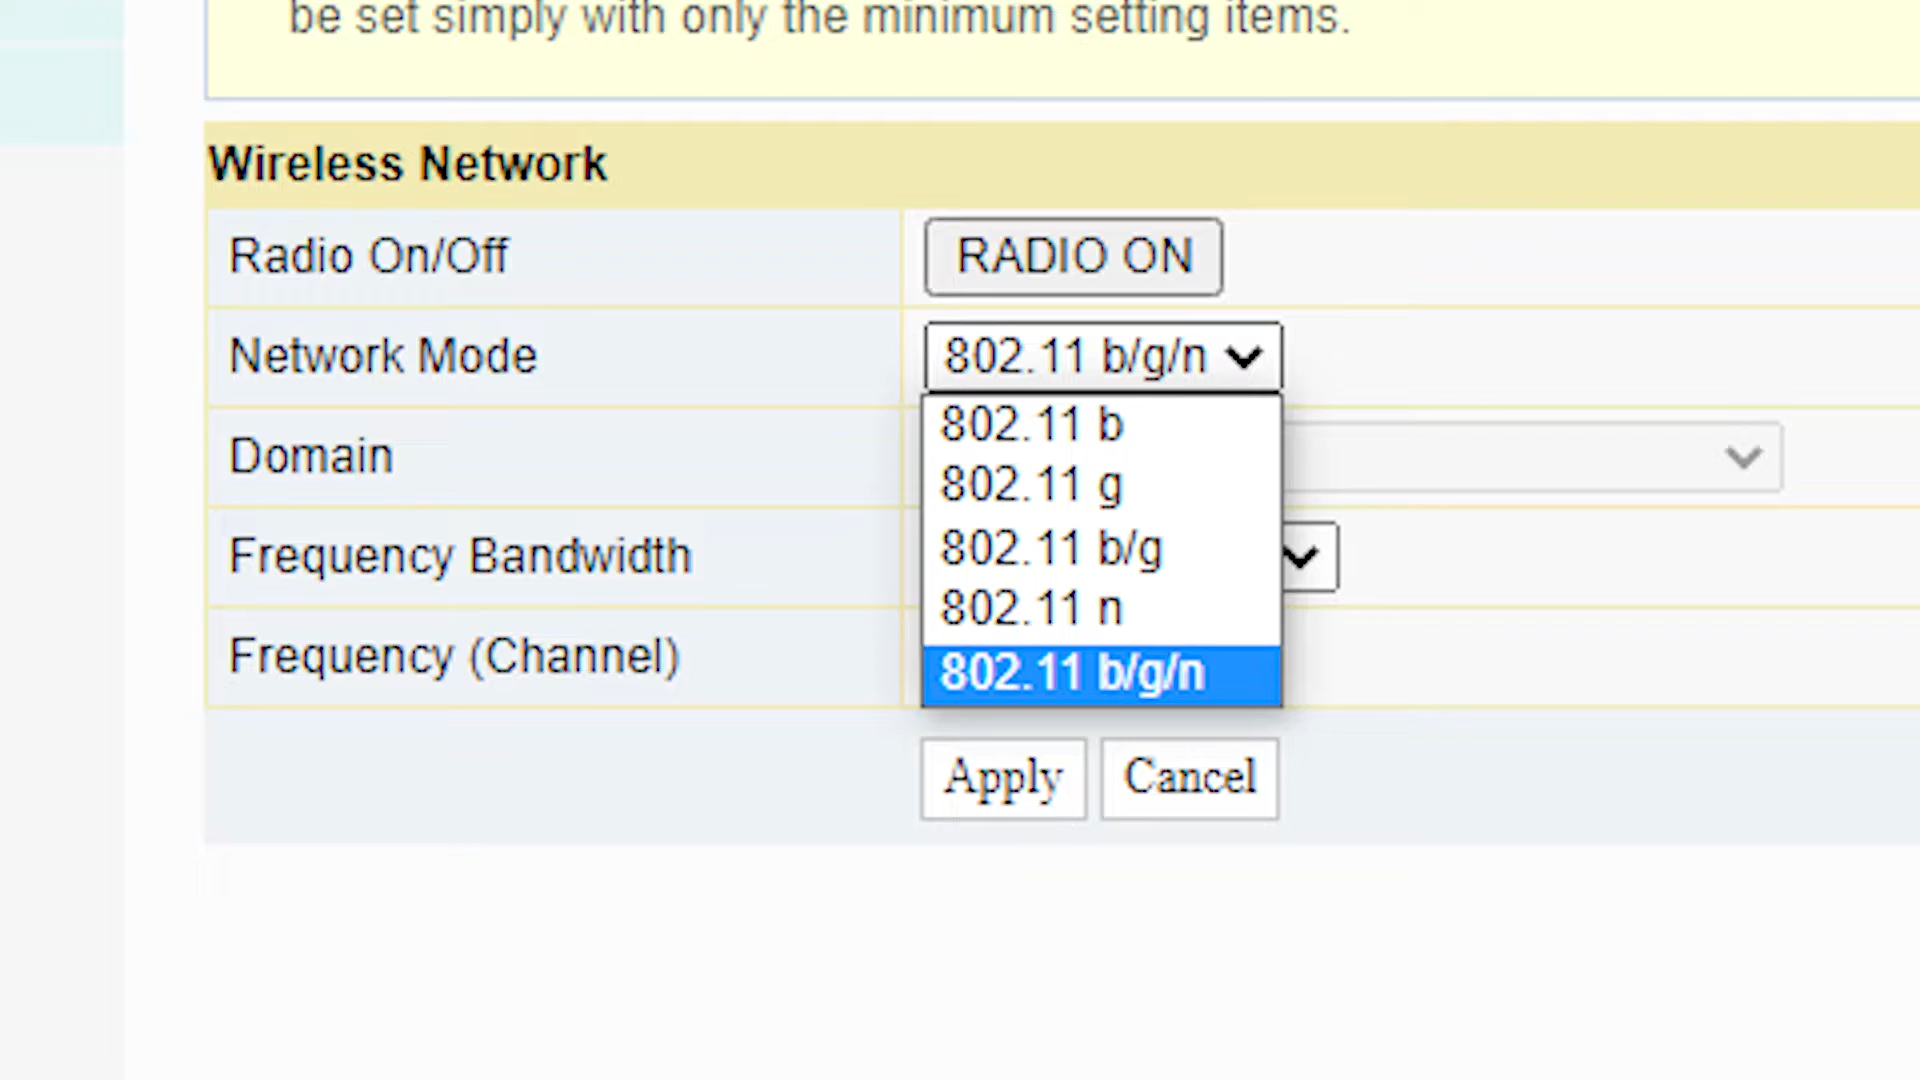 be set simply with only the minimum setting items.
Wireless Network
Radio On/Off RADIO ON
Network Mode 802.11 b/g/n
802.11 b
802.11 g
802.11 b/g
802.11 n
802.11 b/g/n
Domain
Frequency Bandwidth
Frequency (Channel)
Apply Cancel